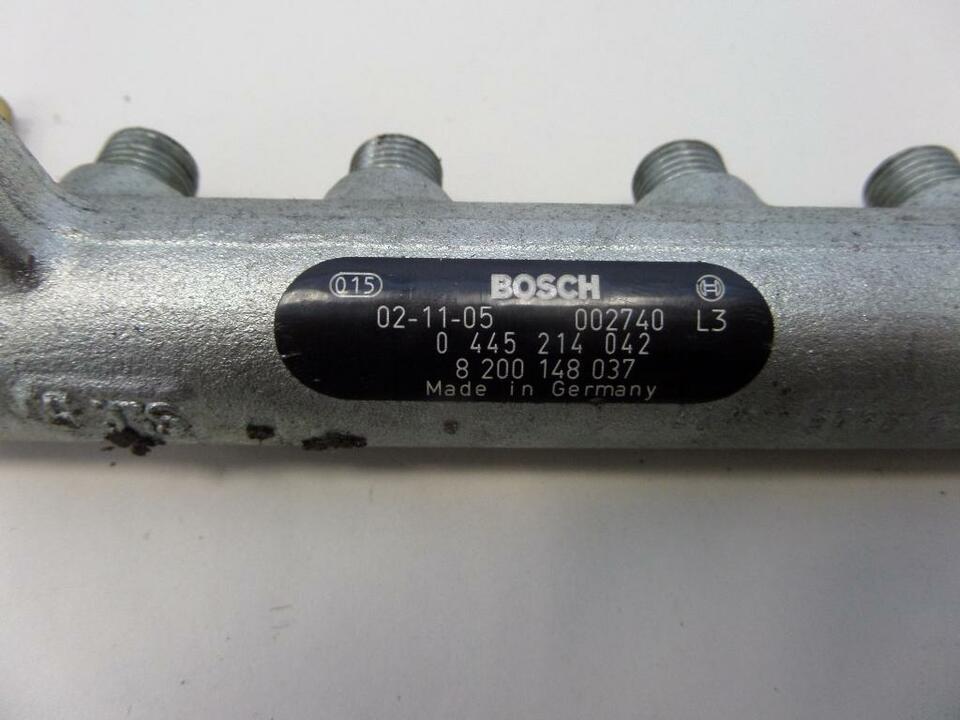 015 BOSCH
02-11-05 002740 L3
0 445 214 042
8 200 148 037
Made in Germany